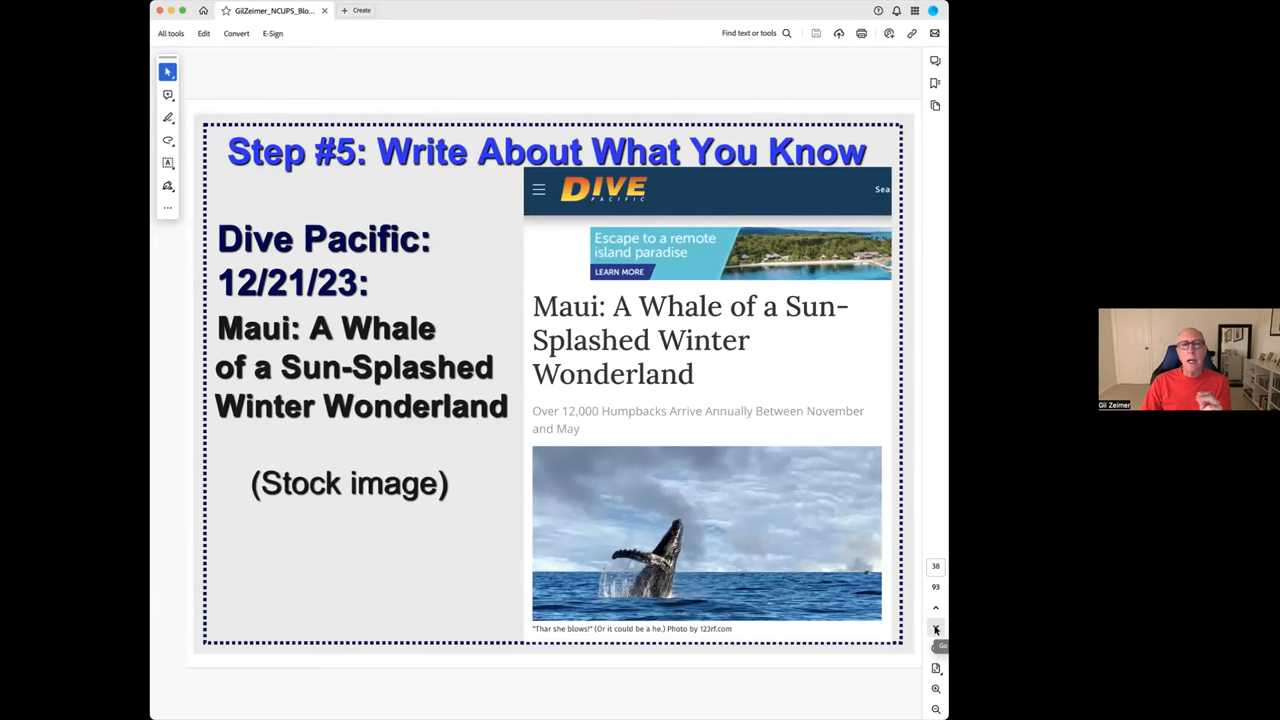 GilZeimer_NCUPS_Blo...
Create
All tools
Edit
Convert
E-Sign
Find text or tools
Step #5: Write About What You Know
Dive Pacific:
12/21/23:
Maui: A Whale
of a Sun-Splashed
Winter Wonderland
(Stock image)
DIVE
PACIFIC
Sea
Escape to a remote
island paradise
LEARN MORE
Maui: A Whale of a Sun-
Splashed Winter
Wonderland
Over 12,000 Humpbacks Arrive Annually Between November
and May
"Thar she blows!" (Or it could be a he.) Photo by 123rf.com
38
93
Go
Gil Zeimer